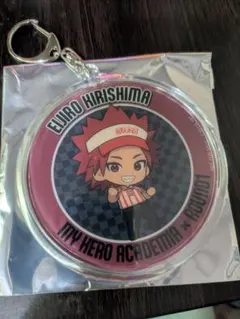 EIJIRO KIRISHIMA
MY HERO ACADEMIA × ROUND1